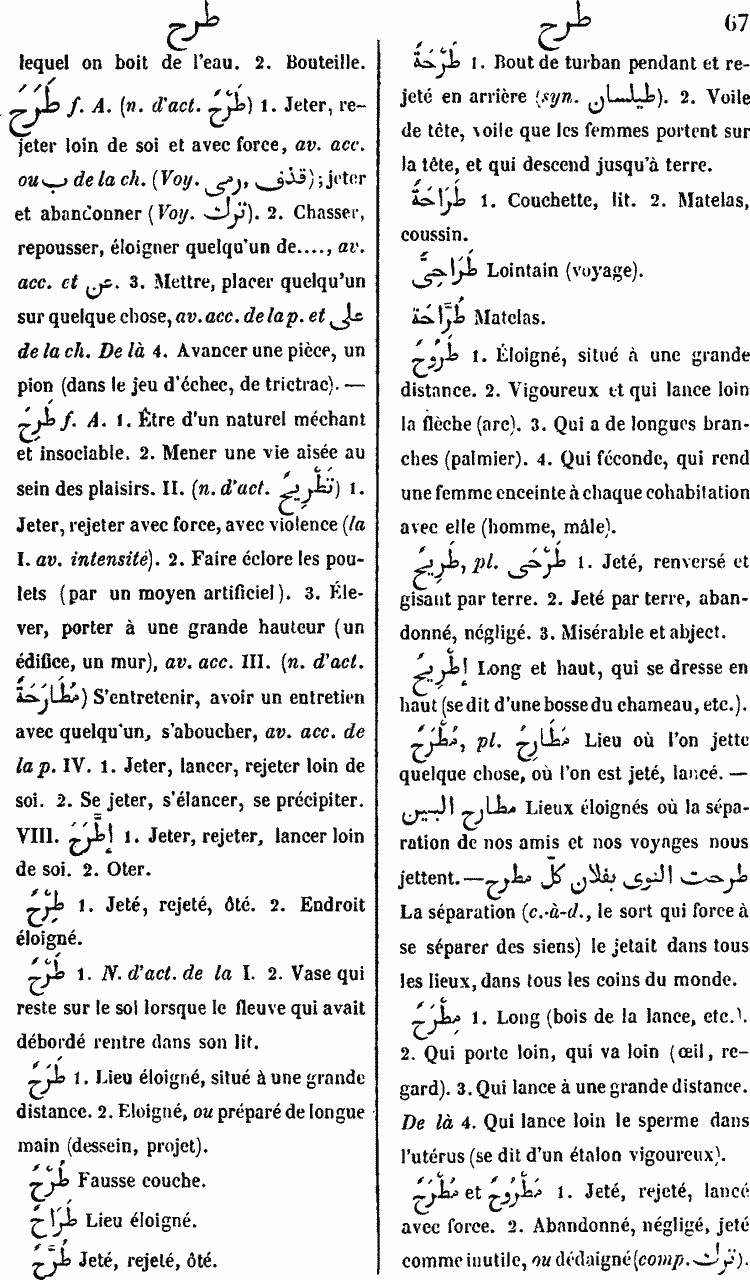 طرح طرح 67
lequel on boit de l'eau. 2. Bouteille.
طَرَحَ f. A. (n. d'act. طَرْحٌ) 1. Jeter, re-
jeter loin de soi et avec force, av. acc.
ou ب de la ch. (Voy. رمى, قذف); jeter
et abandonner (Voy. ترك). 2. Chasser,
repousser, éloigner quelqu'un de...., av.
acc. et عن. 3. Mettre, placer quelqu'un
sur quelque chose, av. acc. de la p. et على
de la ch. De là 4. Avancer une pièce, un
pion (dans le jeu d'échec, de trictrac). —
طَرِحَ f. A. 1. Être d'un naturel méchant
et insociable. 2. Mener une vie aisée au
sein des plaisirs. II. (n. d'act. تَطْرِيحٌ) 1.
Jeter, rejeter avec force, avec violence (la
I. av. intensité). 2. Faire éclore les pou-
lets (par un moyen artificiel). 3. Éle-
ver, porter à une grande hauteur (un
édifice, un mur), av. acc. III. (n. d'act.
مُطَارَحَةٌ) S'entretenir, avoir un entretien
avec quelqu'un, s'aboucher, av. acc. de
la p. IV. 1. Jeter, lancer, rejeter loin de
soi. 2. Se jeter, s'élancer, se précipiter.
VIII. إِطَّرَحَ 1. Jeter, rejeter, lancer loin
de soi. 2. Oter.
طِرْحٌ 1. Jeté, rejeté, ôté. 2. Endroit
éloigné.
طَرْحٌ 1. N. d'act. de la I. 2. Vase qui
reste sur le sol lorsque le fleuve qui avait
débordé rentre dans son lit.
طَرَحٌ 1. Lieu éloigné, situé à une grande
distance. 2. Eloigné, ou préparé de longue
main (dessein, projet).
طُرْحٌ Fausse couche.
طَرَاحٌ Lieu éloigné.
طُرَّحٌ Jeté, rejeté, ôté.
طَرْحَةٌ 1. Bout de turban pendant et re-
jeté en arrière (syn. طيلسان). 2. Voile
de tête, voile que les femmes portent sur
la tête, et qui descend jusqu'à terre.
طَرَاحَةٌ 1. Couchette, lit. 2. Matelas,
coussin.
طَرَاحِىٌّ Lointain (voyage).
طُرَّاحَة Matelas.
طَرُوحٌ 1. Éloigné, situé à une grande
distance. 2. Vigoureux et qui lance loin
la flèche (arc). 3. Qui a de longues bran-
ches (palmier). 4. Qui féconde, qui rend
une femme enceinte à chaque cohabitation
avec elle (homme, mâle).
طَرِيحٌ, pl. طَرْحَى 1. Jeté, renversé et
gisant par terre. 2. Jeté par terre, aban-
donné, négligé. 3. Misérable et abject.
إِطْرِيحٌ Long et haut, qui se dresse en
haut (se dit d'une bosse du chameau, etc.).
مَطْرَحٌ, pl. مَطَارِحُ Lieu où l'on jette
quelque chose, où l'on est jeté, lancé. —
مطارح البين Lieux éloignés où la sépa-
ration de nos amis et nos voyages nous
jettent. — طرحت النوى بفلان كلّ مطرح
La séparation (c.-à-d., le sort qui force à
se séparer des siens) le jetait dans tous
les lieux, dans tous les coins du monde.
مِطْرَحٌ 1. Long (bois de la lance, etc.).
2. Qui porte loin, qui va loin (œil, re-
gard). 3. Qui lance à une grande distance.
De là 4. Qui lance loin le sperme dans
l'utérus (se dit d'un étalon vigoureux).
مَطْرُوحٌ et مُطَّرَحٌ 1. Jeté, rejeté, lancé
avec force. 2. Abandonné, négligé, jeté
comme inutile, ou dédaigné (comp. ترك).